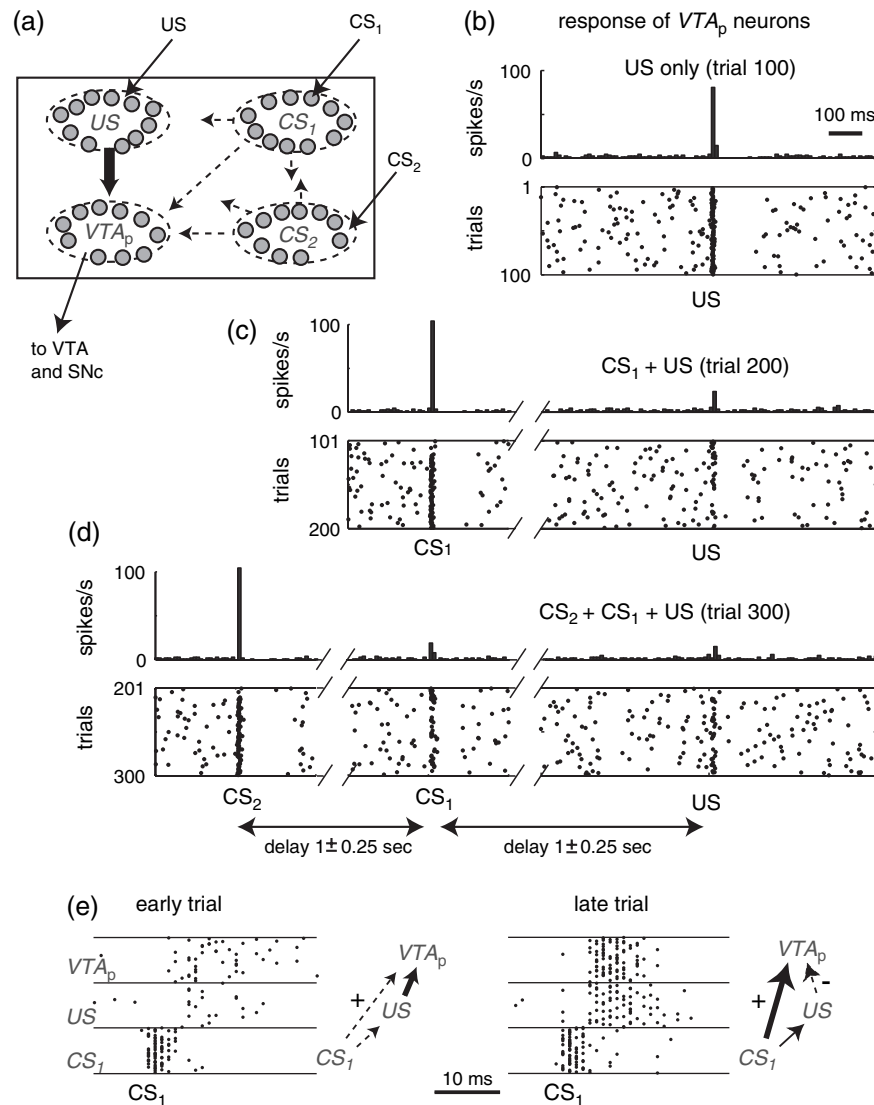 (a)
US
CS1
US
CS1
CS2
VTAp
CS2
to VTA
and SNc
(b)
response of VTAp neurons
US only (trial 100)
100
spikes/s
0
100 ms
1
trials
100
US
(c)
100
spikes/s
0
CS1 + US (trial 200)
101
trials
200
CS1
US
(d)
100
spikes/s
0
CS2 + CS1 + US (trial 300)
201
trials
300
CS2
CS1
US
delay 1±0.25 sec
delay 1±0.25 sec
(e)
early trial
late trial
VTAp
US
CS1
CS1
VTAp
+
US
CS1
10 ms
CS1
VTAp
+
-
US
CS1